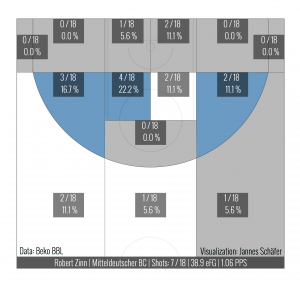 0 / 18 1 / 18 2 / 18 0 / 18
0.0 % 5.6 % 11.1 % 0.0 %
0 / 18 0 / 18
0.0 % 0.0 %
3 / 18 4 / 18 2 / 18 2 / 18
16.7 % 22.2 % 11.1 % 11.1 %
0 / 18
0.0 %
2 / 18 1 / 18 1 / 18
11.1 % 5.6 % 5.6 %
Data: Beko BBL Visualization: Jannes Schäfer
Robert Zinn | Mitteldeutscher BC | Shots: 7 / 18 | 38.9 eFG | 1.06 PPS